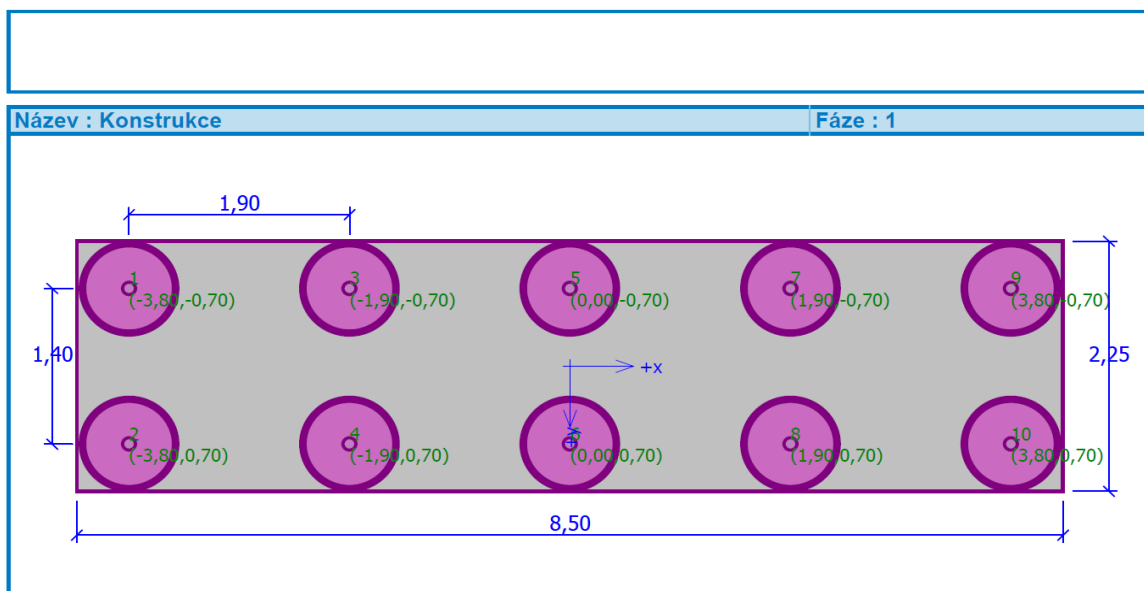 Název : Konstrukce Fáze : 1
1,90
1 3 5 7 9
(-3,80,-0,70) (-1,90,-0,70) (0,00,-0,70) (1,90,-0,70) (3,80,-0,70)
1,40 2,25
+x
2 4 6 8 10
(-3,80,0,70) (-1,90,0,70) (0,00,0,70) (1,90,0,70) (3,80,0,70)
8,50